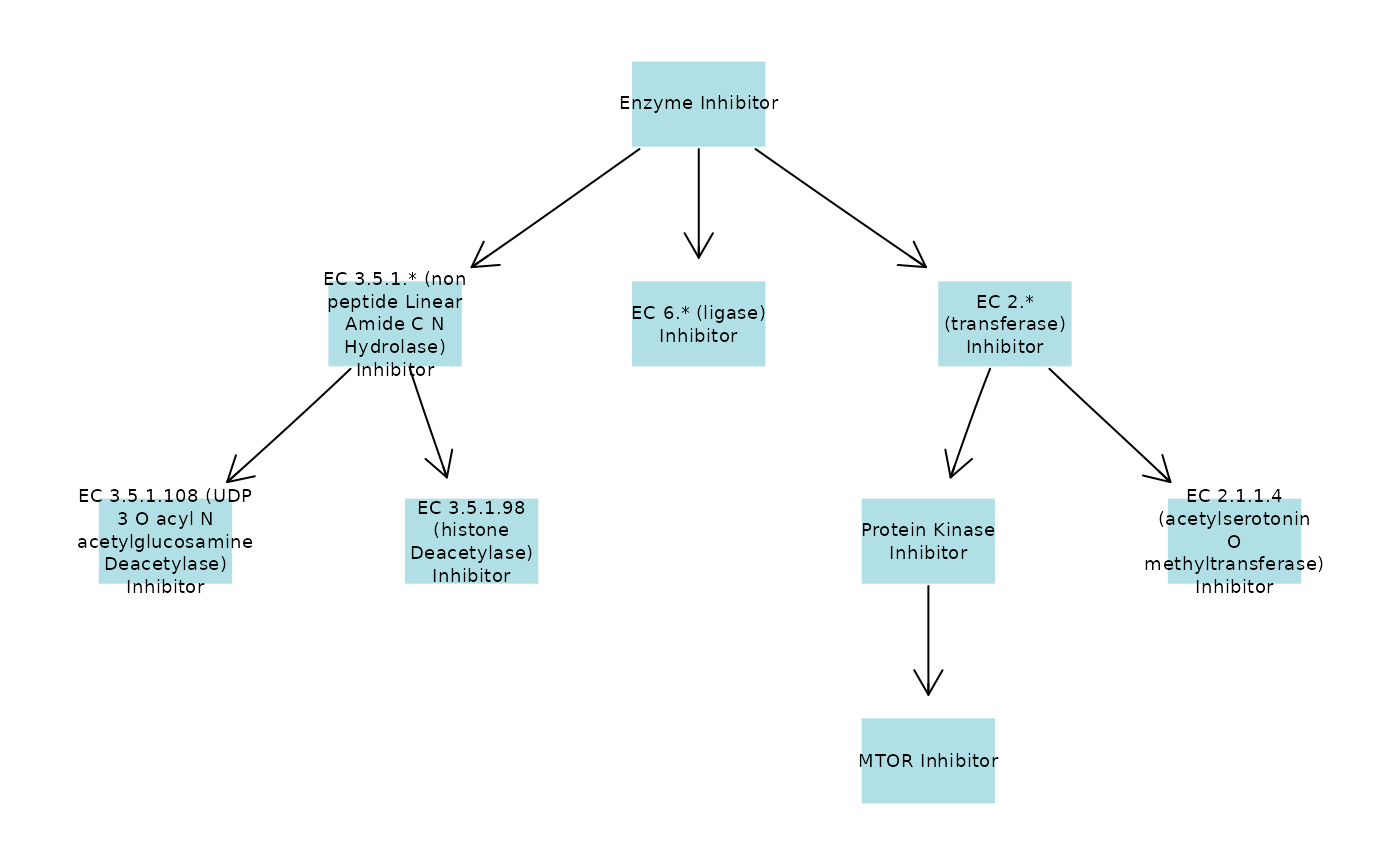 Enzyme Inhibitor
EC 3.5.1.* (non
peptide Linear
Amide C N
Hydrolase)
Inhibitor
EC 6.* (ligase)
Inhibitor
EC 2.*
(transferase)
Inhibitor
EC 3.5.1.108 (UDP
3 O acyl N
acetylglucosamine
Deacetylase)
Inhibitor
EC 3.5.1.98
(histone
Deacetylase)
Inhibitor
Protein Kinase
Inhibitor
EC 2.1.1.4
(acetylserotonin
O
methyltransferase)
Inhibitor
MTOR Inhibitor